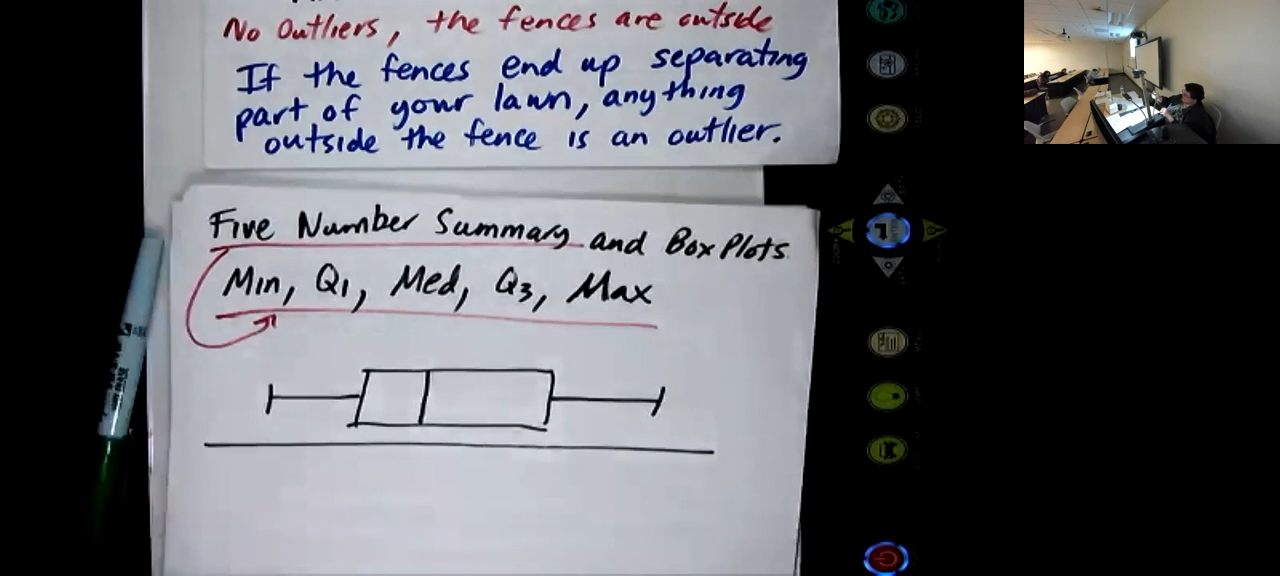 No Outliers, the fences are outside
If the fences end up separating
part of your lawn, anything
outside the fence is an outlier.
Five Number Summary and Box Plots
Min, Q1, Med, Q3, Max